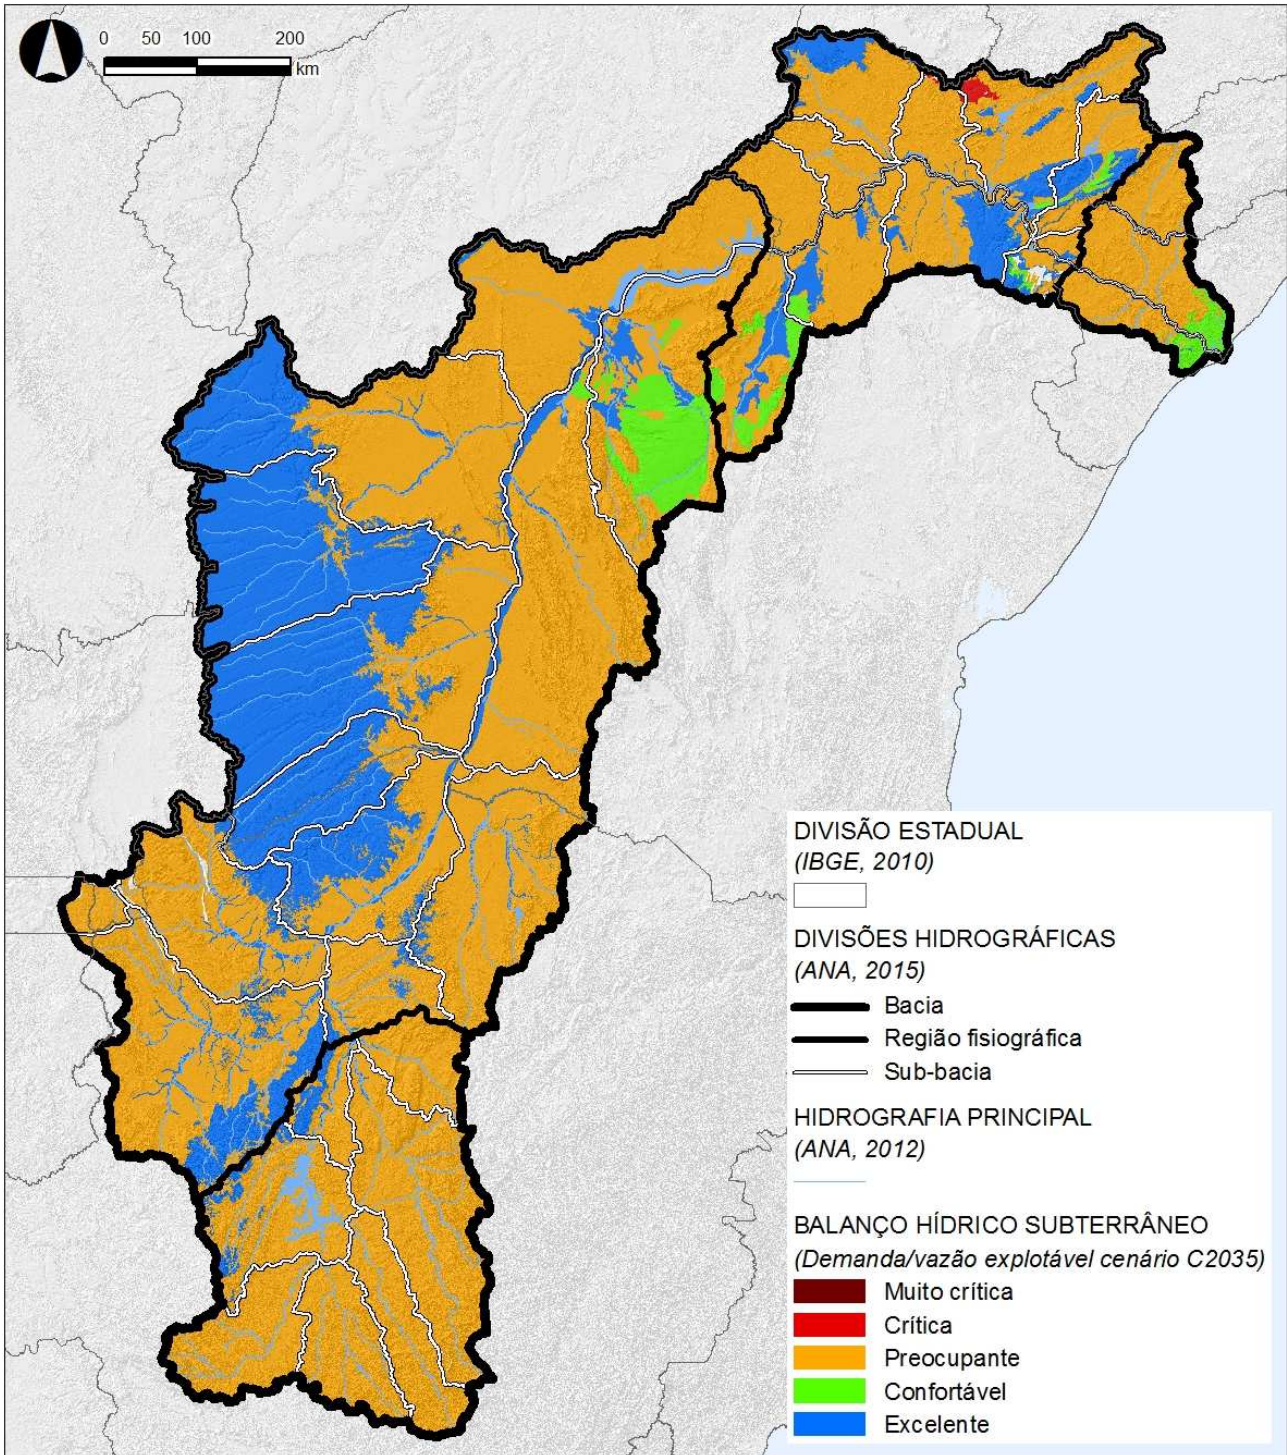 0 50 100 200
km
DIVISÃO ESTADUAL
(IBGE, 2010)
DIVISÕES HIDROGRÁFICAS
(ANA, 2015)
Bacia
Região fisiográfica
Sub-bacia
HIDROGRAFIA PRINCIPAL
(ANA, 2012)
BALANÇO HÍDRICO SUBTERRÂNEO
(Demanda/vazão explotável cenário C2035)
Muito crítica
Crítica
Preocupante
Confortável
Excelente